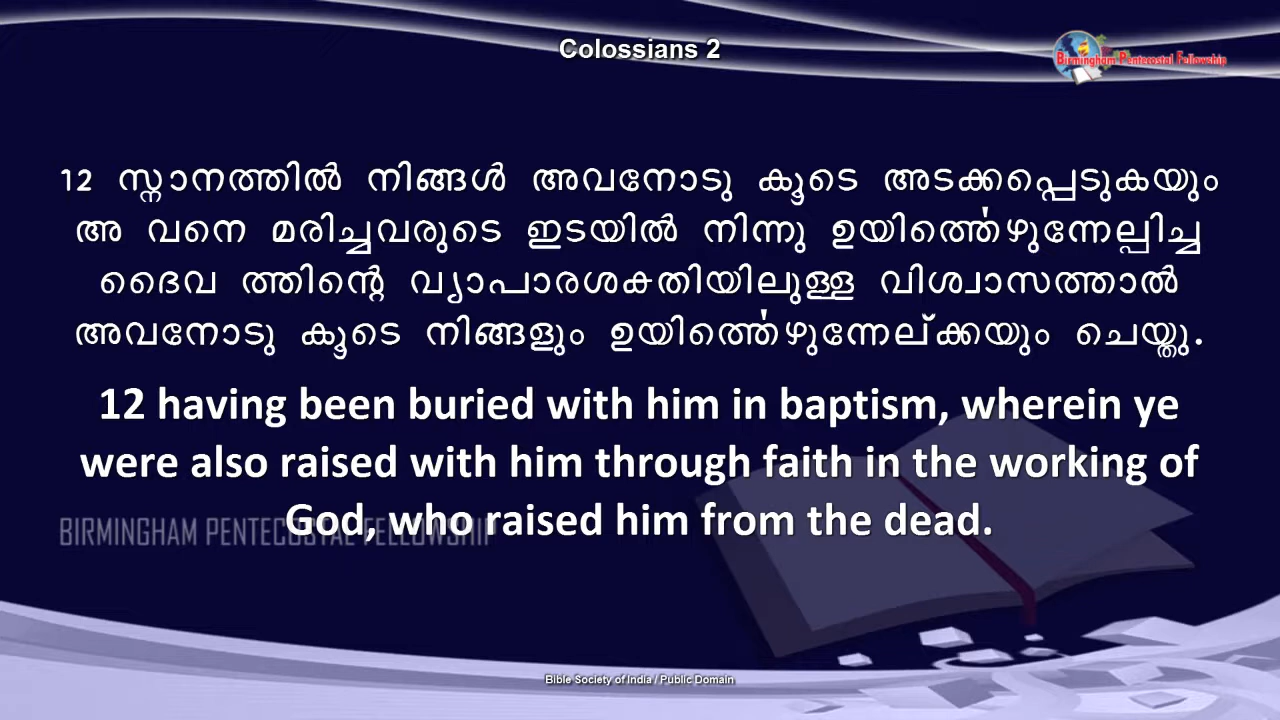 Colossians 2
Birmingham Pentecostal Fellowship
12 സ്നാനത്തിൽ നിങ്ങൾ അവനോടു കൂടെ അടക്കപ്പെടുകയും
അ വനെ മരിച്ചവരുടെ ഇടയിൽ നിന്നു ഉയിർത്തെഴുന്നേല്പിച്ച
ദൈവ ത്തിന്റെ വ്യാപാരശക്തിയിലുള്ള വിശ്വാസത്താൽ
അവനോടു കൂടെ നിങ്ങളും ഉയിർത്തെഴുന്നേല്ക്കയും ചെയ്തു.
12 having been buried with him in baptism, wherein ye
were also raised with him through faith in the working of
God, who raised him from the dead.
BIRMINGHAM PENTECOSTAL FELLOWSHIP
Bible Society of India / Public Domain